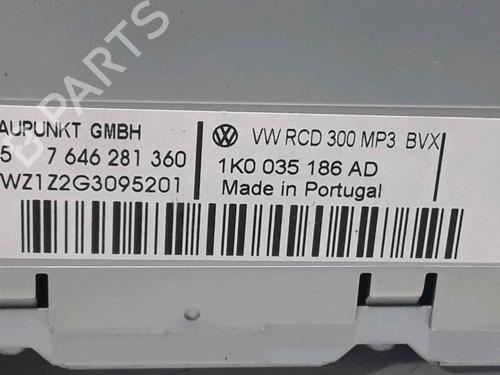 AUPUNKT GMBH
5 7 646 281 360
WZ1Z2G3095201
VW RCD 300 MP3 BVX
1K0 035 186 AD
Made in Portugal
B-PARTS